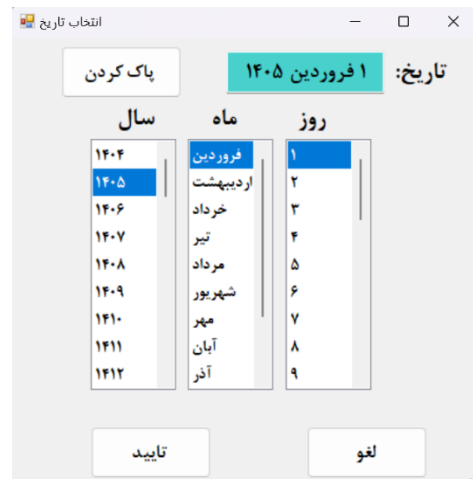 انتخاب تاریخ
تاریخ: ۱ فروردین ۱۴۰۵ پاک کردن
روز ماه سال
۱ فروردین ۱۴۰۴
۲ اردیبهشت ۱۴۰۵
۳ خرداد ۱۴۰۶
۴ تیر ۱۴۰۷
۵ مرداد ۱۴۰۸
۶ شهریور ۱۴۰۹
۷ مهر ۱۴۱۰
۸ آبان ۱۴۱۱
۹ آذر ۱۴۱۲
لغو تایید